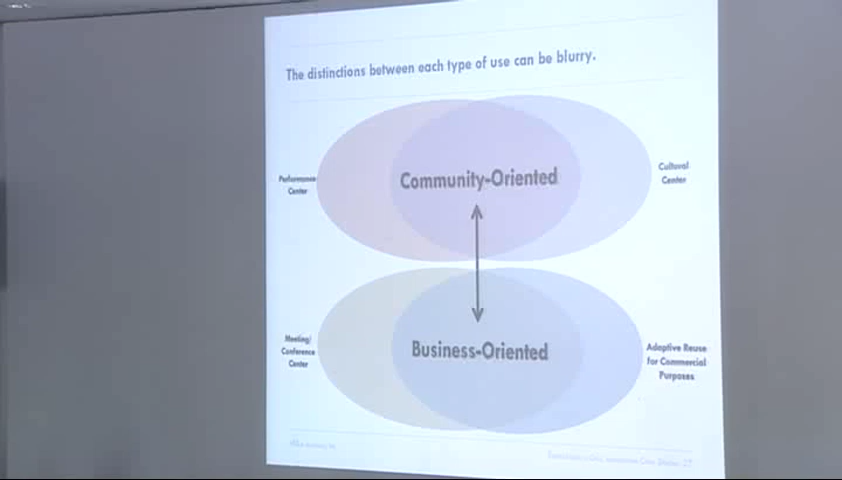 The distinctions between each type of use can be blurry.
Performance
Center
Community-Oriented
Cultural
Center
Meeting/
Conference
Center
Business-Oriented
Adaptive Reuse
for Commercial
Purposes
27